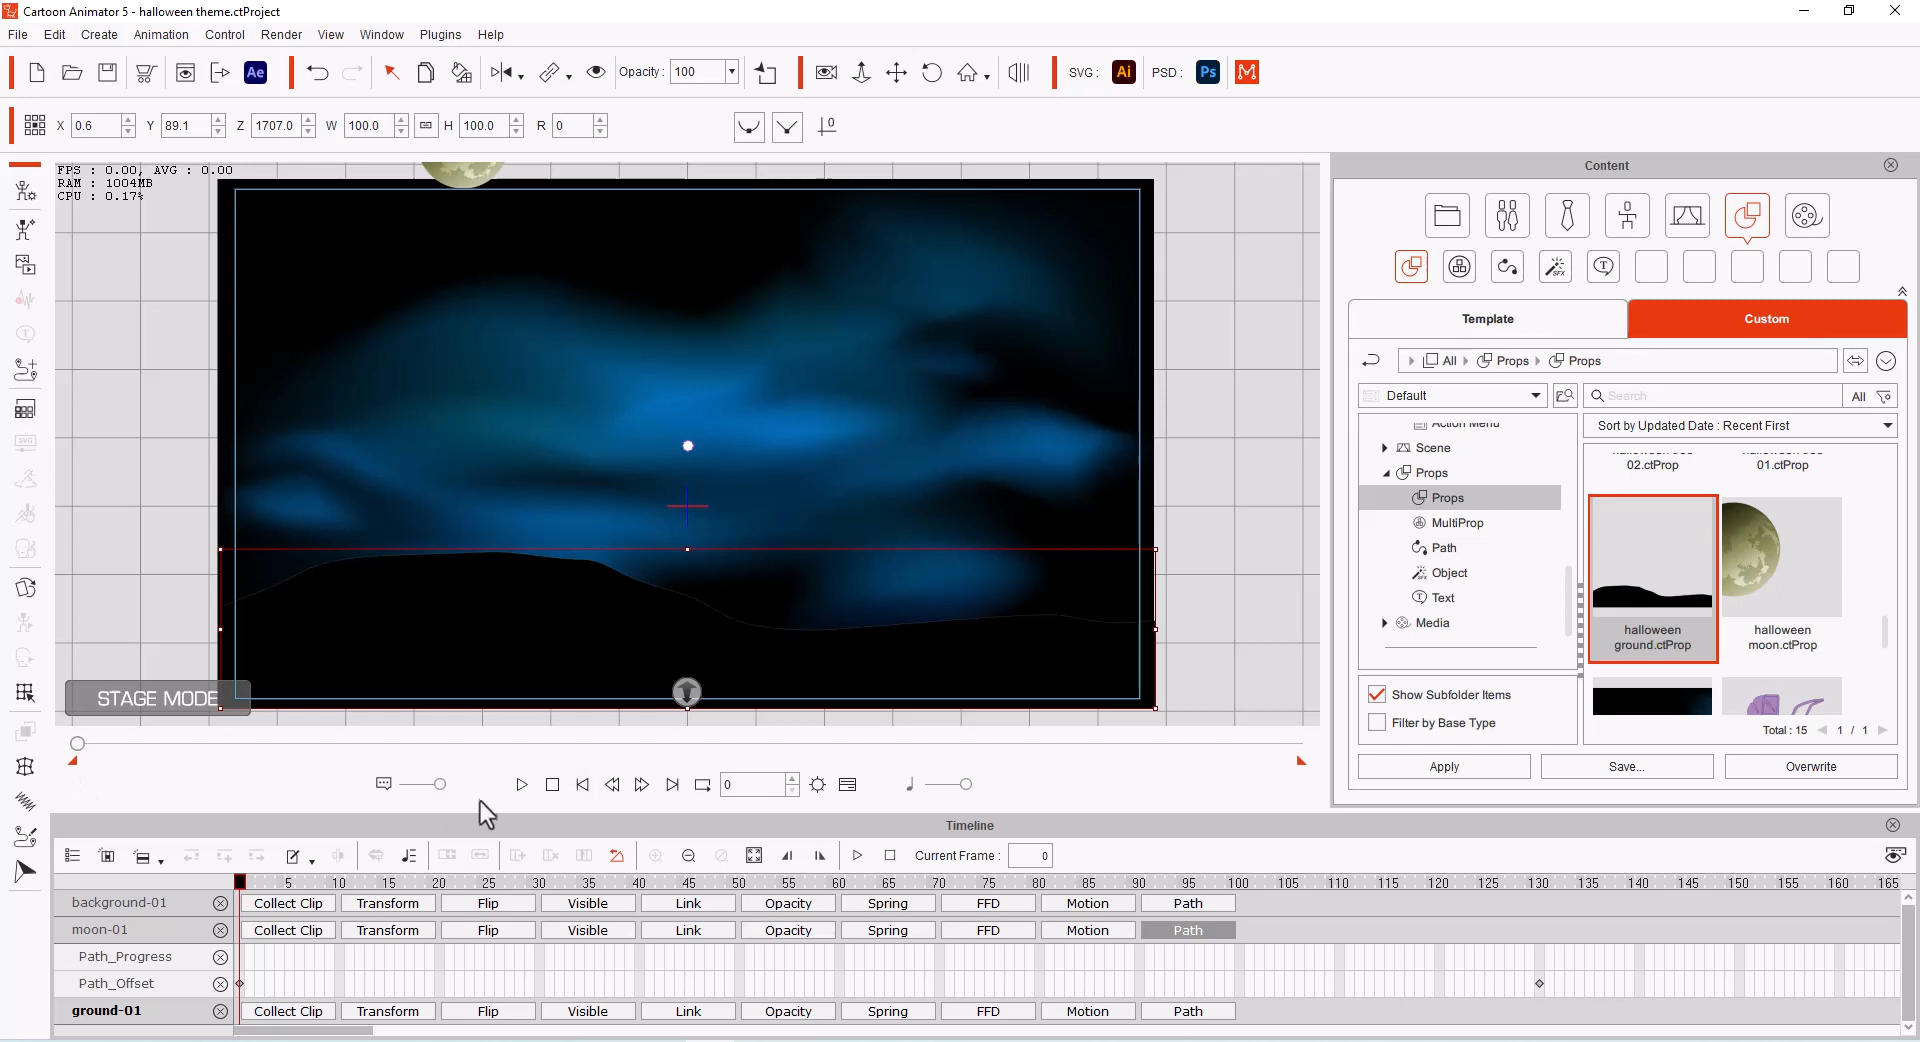 Cartoon Animator 5 - halloween theme.ctProject
File Edit Create Animation Control Render View Window Plugins Help
Ae Opacity : 100 SVG : Ai PSD : Ps
X 0.6 Y 89.1 Z 1707.0 W 100.0 H 100.0 R 0
FPS : 0.00, AVG : 0.00
RAM : 1004MB
CPU : 0.17%
STAGE MODE
0
Content
Template Custom
All Props Props
Default Search All
Action Menu
Scene
Props
Props
MultiProp
Path
Object
Text
Media
Show Subfolder Items
Filter by Base Type
Sort by Updated Date : Recent First
02.ctProp 01.ctProp
halloween
ground.ctProp
halloween
moon.ctProp
Total : 15 1 / 1
Apply Save... Overwrite
Timeline
Current Frame : 0
5 10 15 20 25 30 35 40 45 50 55 60 65 70 75 80 85 90 95 100 105 110 115 120 125 130 135 140 145 150 155 160 165
background-01 Collect Clip Transform Flip Visible Link Opacity Spring FFD Motion Path
moon-01 Collect Clip Transform Flip Visible Link Opacity Spring FFD Motion Path
Path_Progress
Path_Offset
ground-01 Collect Clip Transform Flip Visible Link Opacity Spring FFD Motion Path